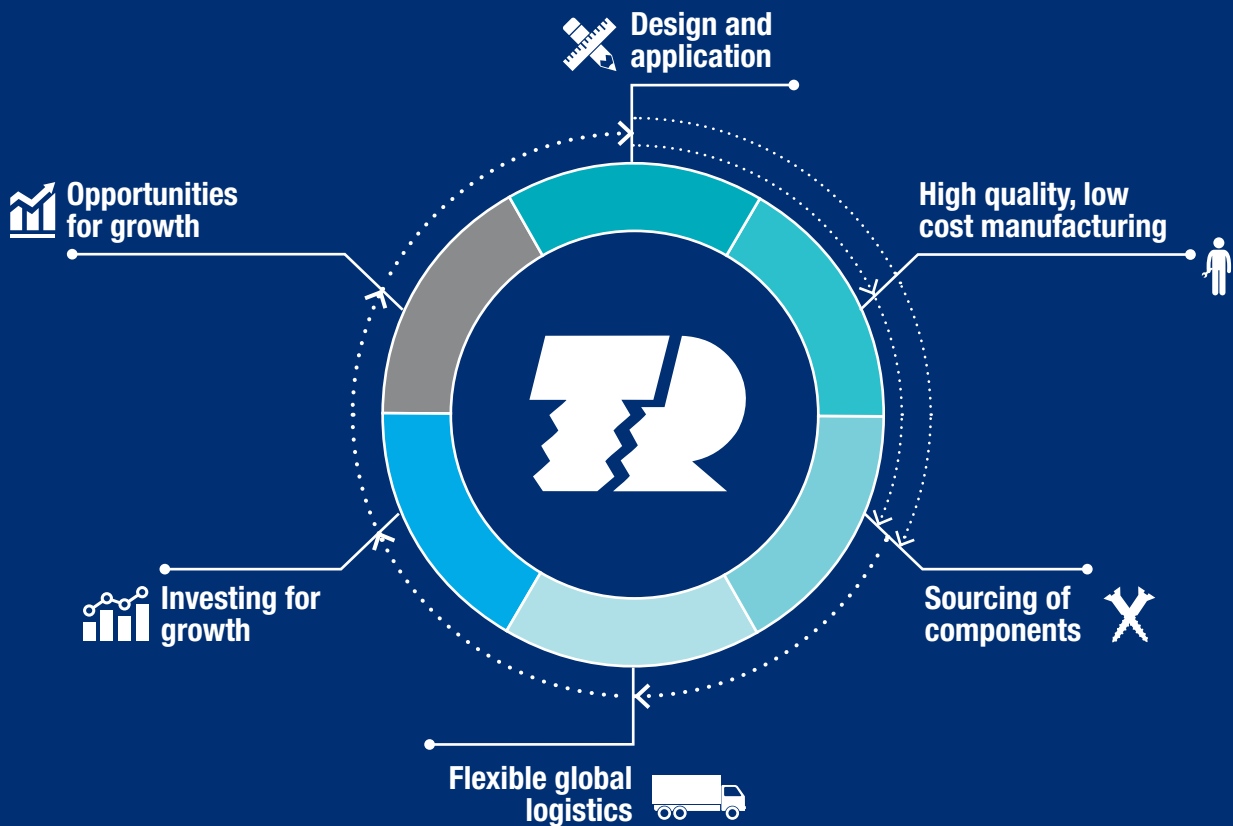 Design and
application
High quality, low
cost manufacturing
Sourcing of
components
Flexible global
logistics
Investing for
growth
Opportunities
for growth
TR